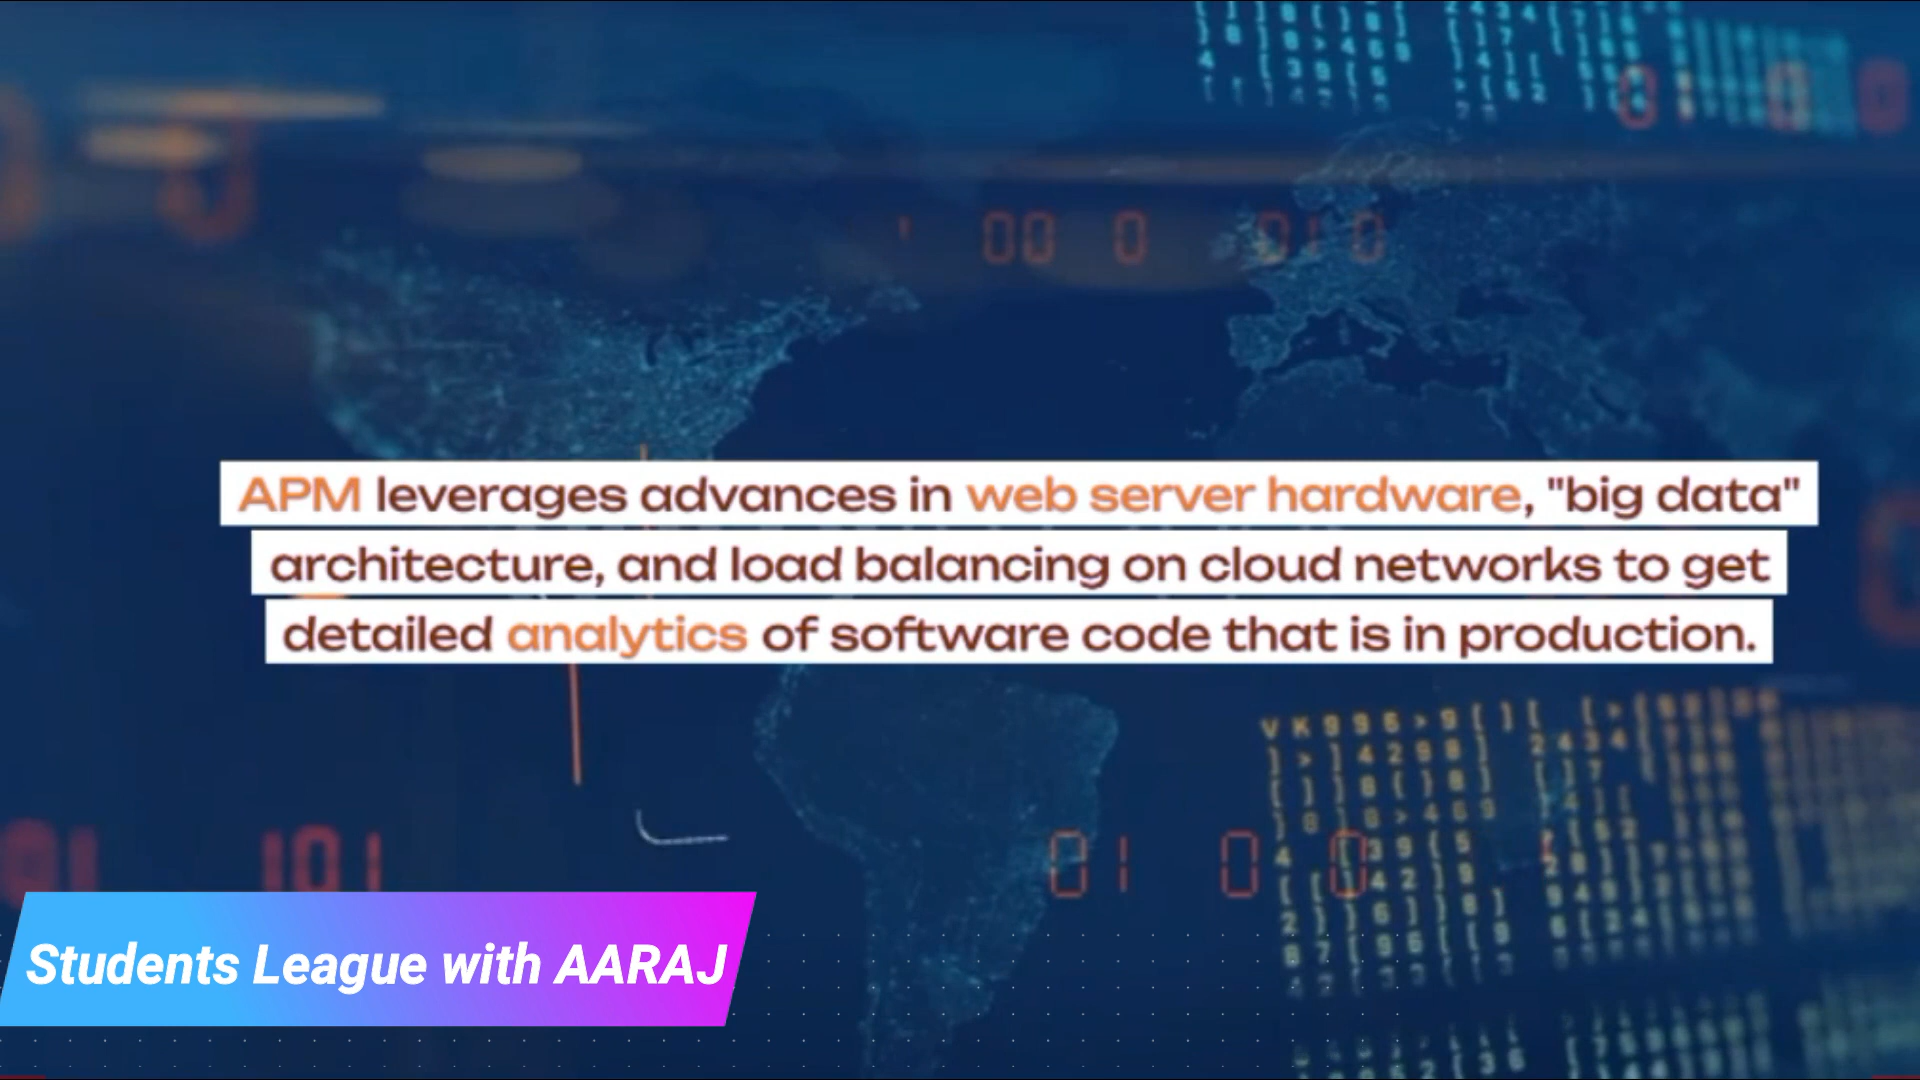 APM leverages advances in web server hardware, "big data"
architecture, and load balancing on cloud networks to get
detailed analytics of software code that is in production.
Students League with AARAJ